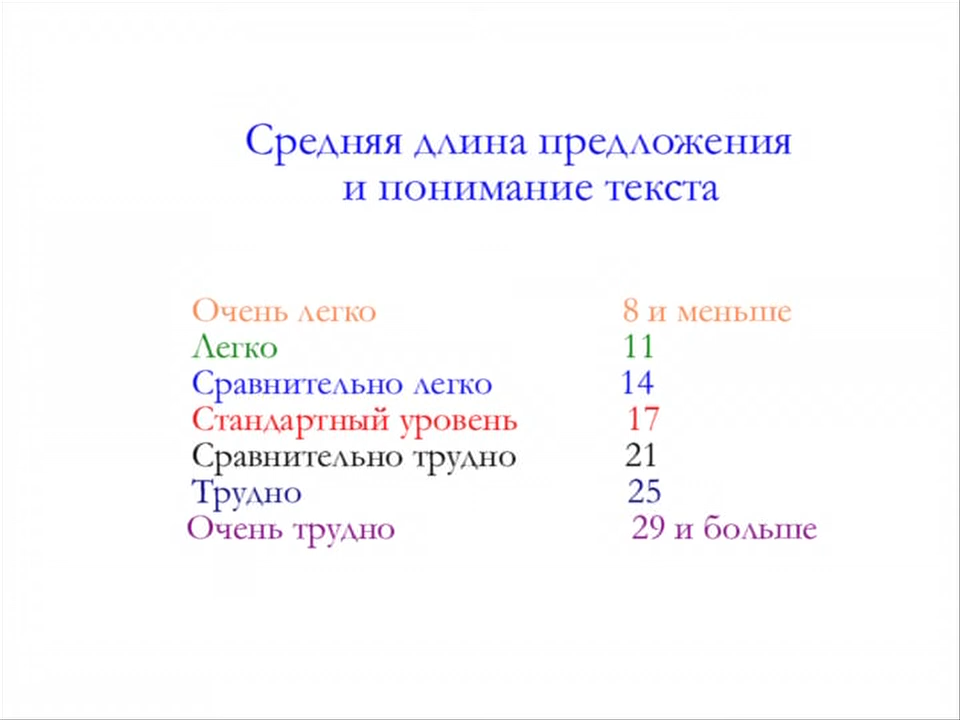 Средняя длина предложения
и понимание текста
Очень легко 8 и меньше
Легко 11
Сравнительно легко 14
Стандартный уровень 17
Сравнительно трудно 21
Трудно 25
Очень трудно 29 и больше